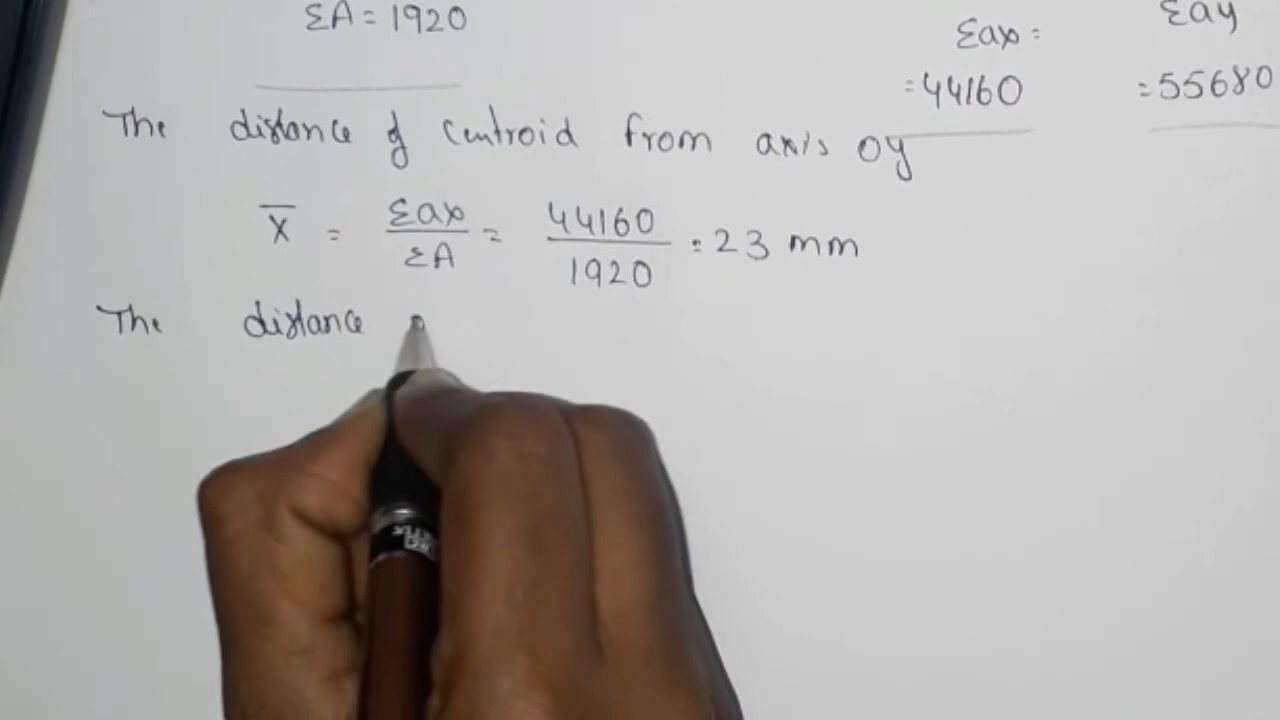 ΣA = 1920
Σax = Σay
= 44160 = 55680
The distance of centroid from axis oy
X̅ = Σax / ΣA = 44160 / 1920 = 23 mm
The distance